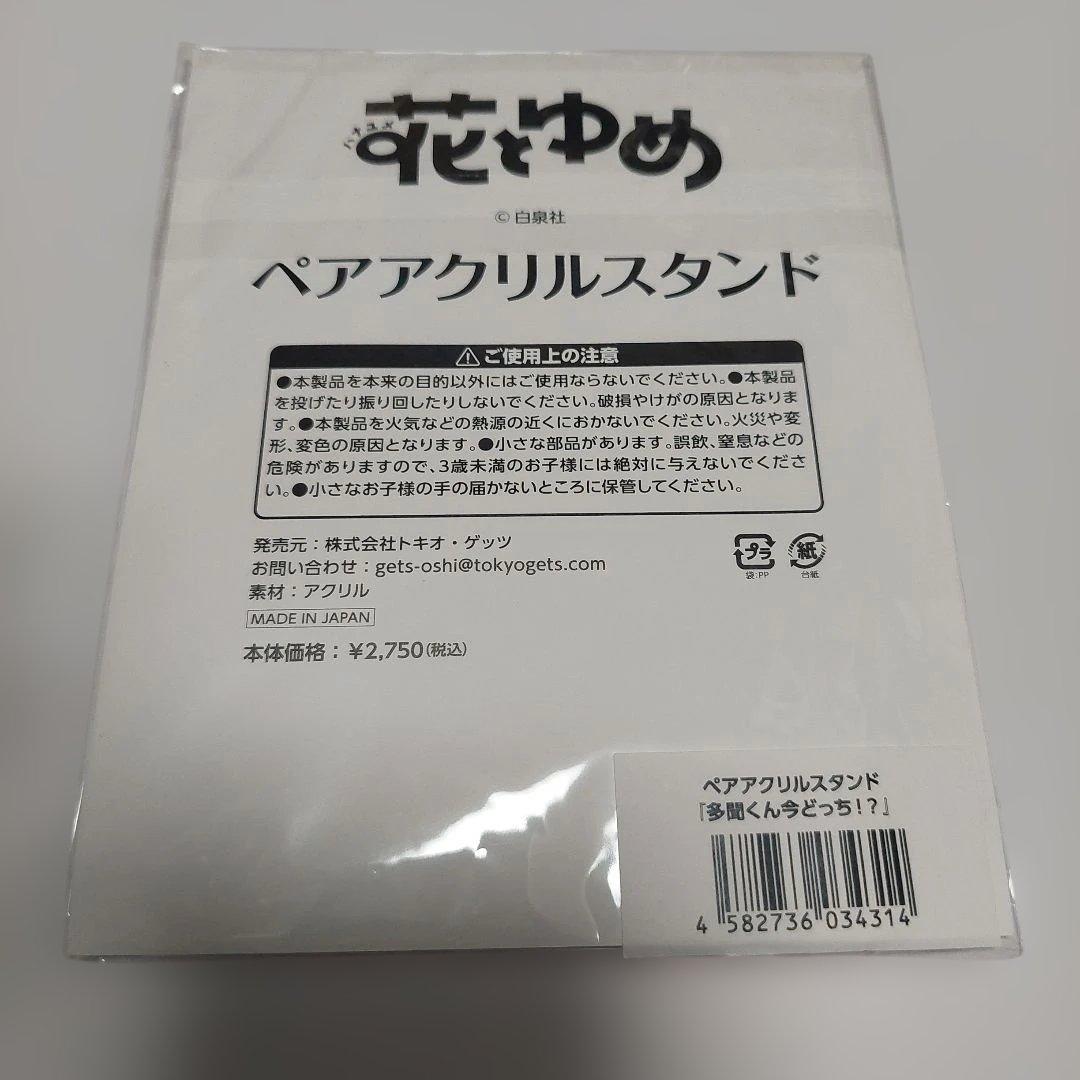 ハナユメ
花とゆめ
© 白泉社
ペアアクリルスタンド
⚠ご使用上の注意
●本製品を本来の目的以外にはご使用ならないでください。●本製品
を投げたり振り回したりしないでください。破損やけがの原因となりま
す。●本製品を火気などの熱源の近くにおかないでください。火災や変
形、変色の原因となります。●小さな部品があります。誤飲、窒息などの
危険がありますので、3歳未満のお子様には絶対に与えないでくださ
い。●小さなお子様の手の届かないところに保管してください。
発売元：株式会社トキオ・ゲッツ
お問い合わせ：gets-oshi@tokyogets.com
素材：アクリル
MADE IN JAPAN
本体価格：¥2,750(税込)
プラ
袋:PP
紙
台紙
ペアアクリルスタンド
『多聞くん今どっち!?』
4 582736 034314